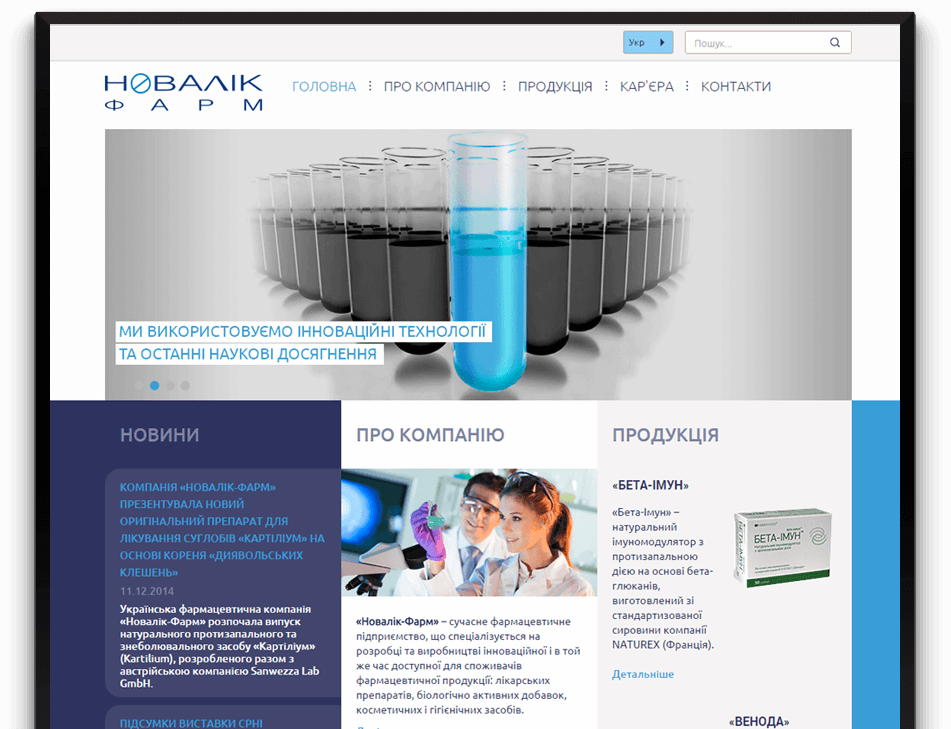 Укр
Пошук...
НОВАЛІК
ФАРМ
ГОЛОВНА
ПРО КОМПАНІЮ
ПРОДУКЦІЯ
КАР'ЄРА
КОНТАКТИ
МИ ВИКОРИСТОВУЄМО ІННОВАЦІЙНІ ТЕХНОЛОГІЇ
ТА ОСТАННІ НАУКОВІ ДОСЯГНЕННЯ
НОВИНИ
КОМПАНІЯ «НОВАЛІК-ФАРМ»
ПРЕЗЕНТУВАЛА НОВИЙ
ОРИГІНАЛЬНИЙ ПРЕПАРАТ ДЛЯ
ЛІКУВАННЯ СУГЛОБІВ «КАРТІЛІУМ» НА
ОСНОВІ КОРЕНЯ «ДИЯВОЛЬСЬКИХ
КЛЕШЕНЬ»
11.12.2014
Українська фармацевтична компанія
«Новалік-Фарм» розпочала випуск
натурального протизапального та
знеболювального засобу «Картіліум»
(Kartilium), розробленого разом з
австрійською компанією Sanwezza Lab
GmbH.
ПІДСУМКИ ВИСТАВКИ CPHI
ПРО КОМПАНІЮ
«Новалік-Фарм» – сучасне фармацевтичне
підприємство, що спеціалізується на
розробці та виробництві інноваційної і в той
же час доступної для споживачів
фармацевтичної продукції: лікарських
препаратів, біологічно активних добавок,
косметичних і гігієнічних засобів.
ПРОДУКЦІЯ
«БЕТА-ІМУН»
«Бета-Імун» –
натуральний
імуномодулятор з
протизапальною
дією на основі бета-
глюканів,
виготовлений зі
стандартизованої
сировини компанії
NATUREX (Франція).
Детальніше
БЕТА-ІМУН™
«ВЕНОДА»